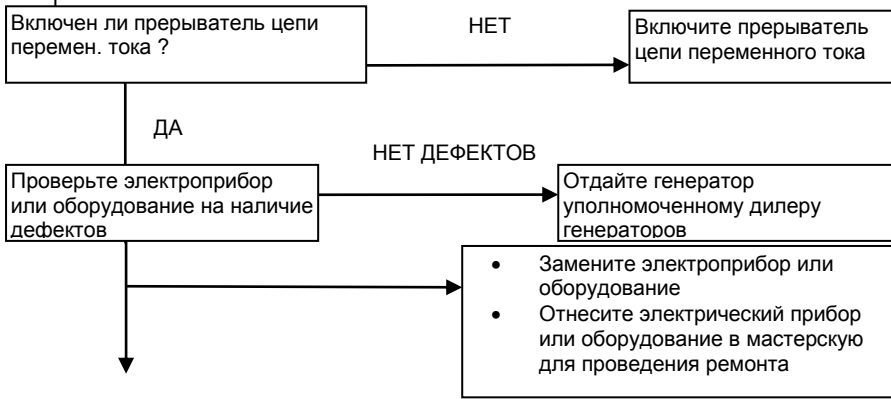 Включен ли прерыватель цепи
перемен. тока ?
НЕТ
Включите прерыватель
цепи переменного тока
ДА
НЕТ ДЕФЕКТОВ
Проверьте электроприбор
или оборудование на наличие
дефектов
Отдайте генератор
уполномоченному дилеру
генераторов
• Замените электроприбор или
оборудование
• Отнесите электрический прибор
или оборудование в мастерскую
для проведения ремонта